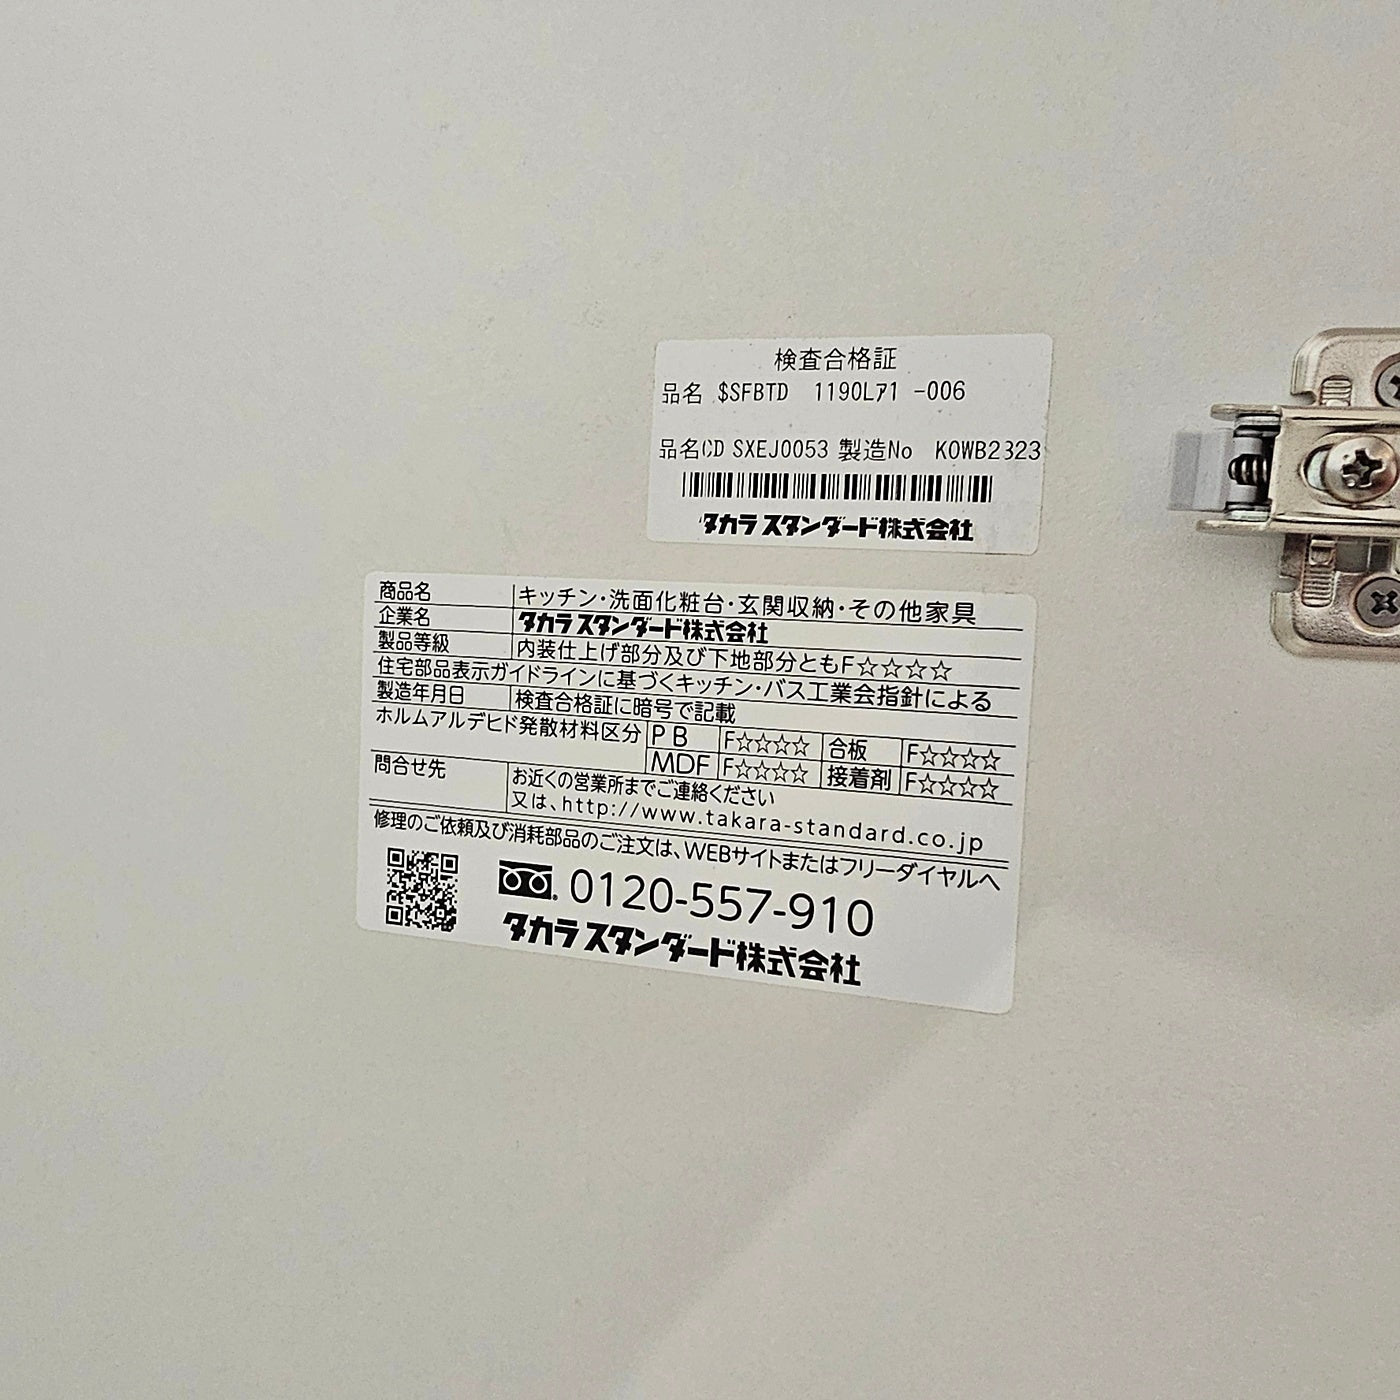 検査合格証
品名 $SFBTD 1190Lｱ1 -006
品名CD SXEJ0053 製造No KOWB2323
タカラスタンダード株式会社
商品名 キッチン・洗面化粧台・玄関収納・その他家具
企業名 タカラスタンダード株式会社
製品等級 内装仕上げ部分及び下地部分ともF☆☆☆☆
住宅部品表示ガイドラインに基づくキッチン・バス工業会指針による
製造年月日 検査合格証に暗号で記載
ホルムアルデヒド発散材料区分 PB F☆☆☆☆ 合板 F☆☆☆☆
MDF F☆☆☆☆ 接着剤 F☆☆☆☆
問合せ先 お近くの営業所までご連絡ください
又は、http://www.takara-standard.co.jp
修理のご依頼及び消耗部品のご注文は、WEBサイトまたはフリーダイヤルへ
0120-557-910
タカラスタンダード株式会社